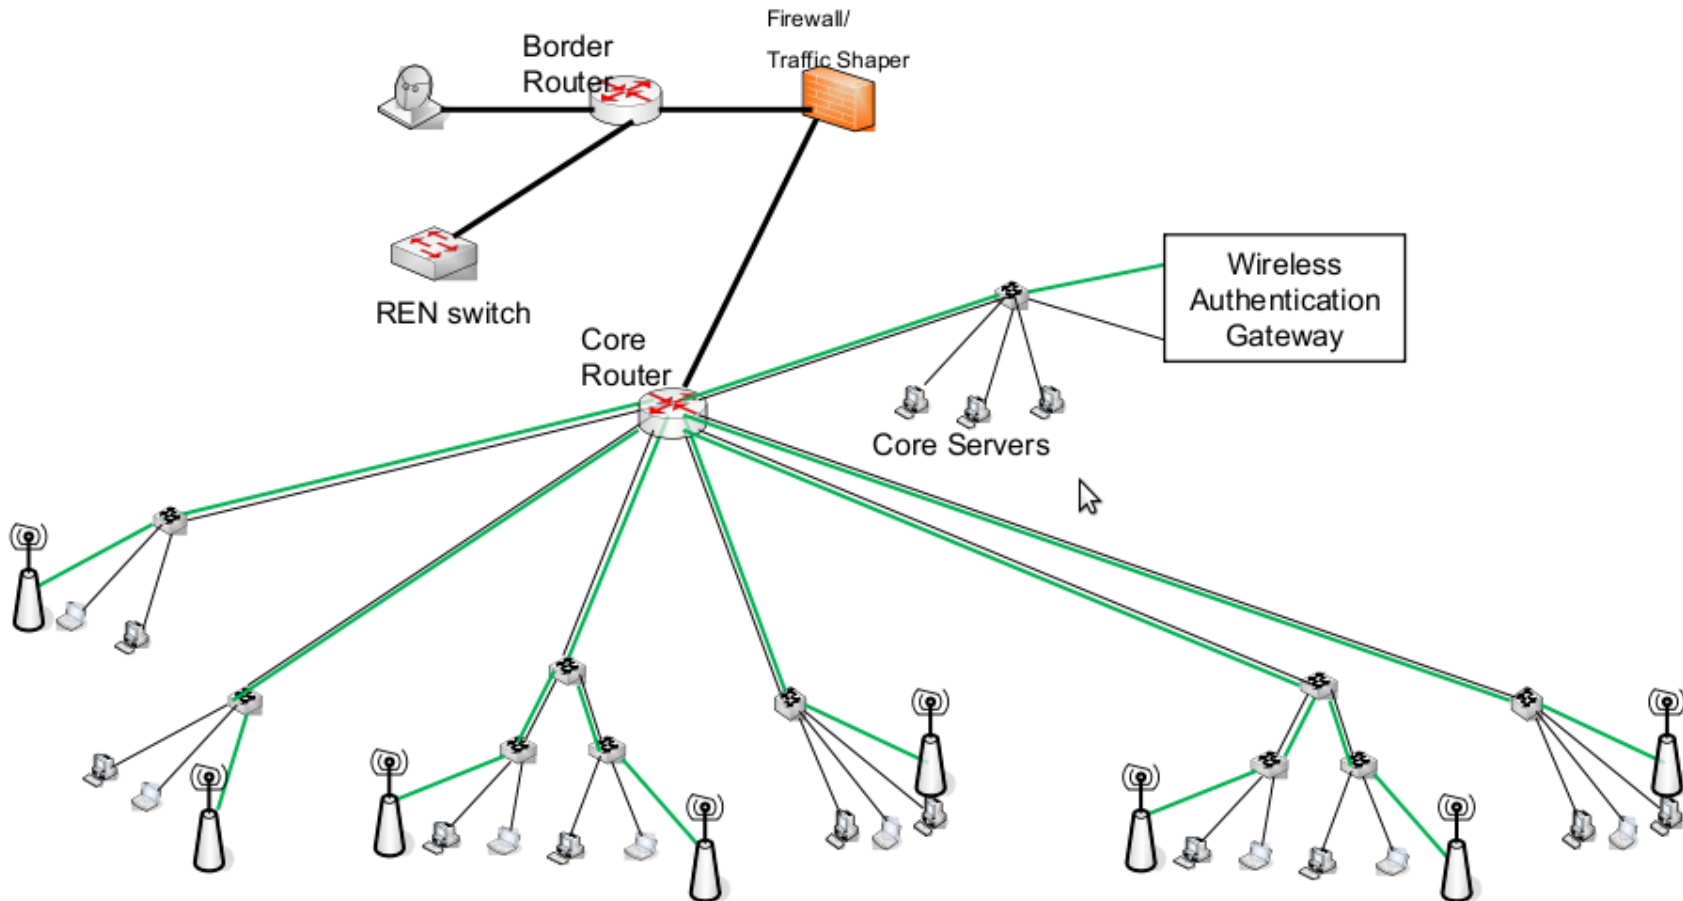 Firewall/
Traffic Shaper
Border
Router
REN switch
Wireless
Authentication
Gateway
Core
Router
Core Servers